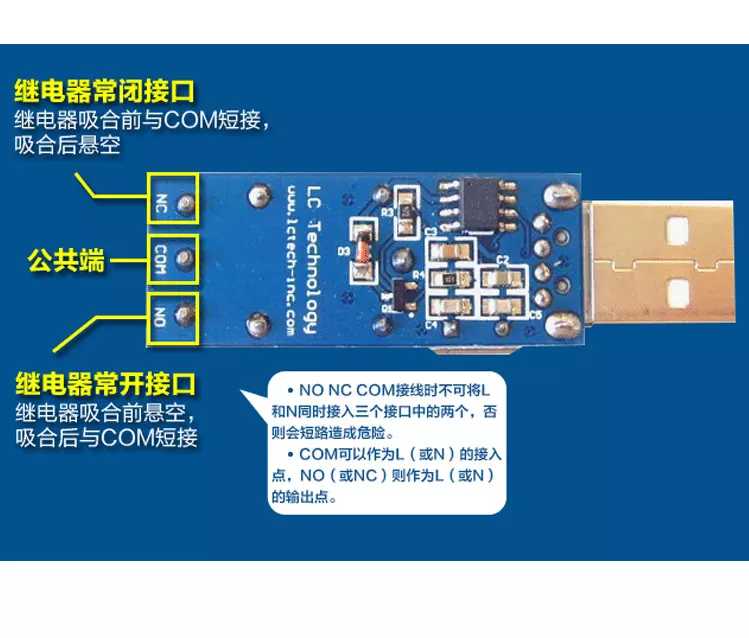 继电器常闭接口
继电器吸合前与COM短接，
吸合后悬空
公共端
继电器常开接口
继电器吸合前悬空，
吸合后与COM短接
NC
COM
NO
LC Technology
www.lctech-inc.com
R3
D3
C3
C2
R4
Q1
C4
C5
• NO NC COM接线时不可将L
和N同时接入三个接口中的两个，否
则会短路造成危险。
• COM可以作为L（或N）的接入
点，NO（或NC）则作为L（或N）
的输出点。